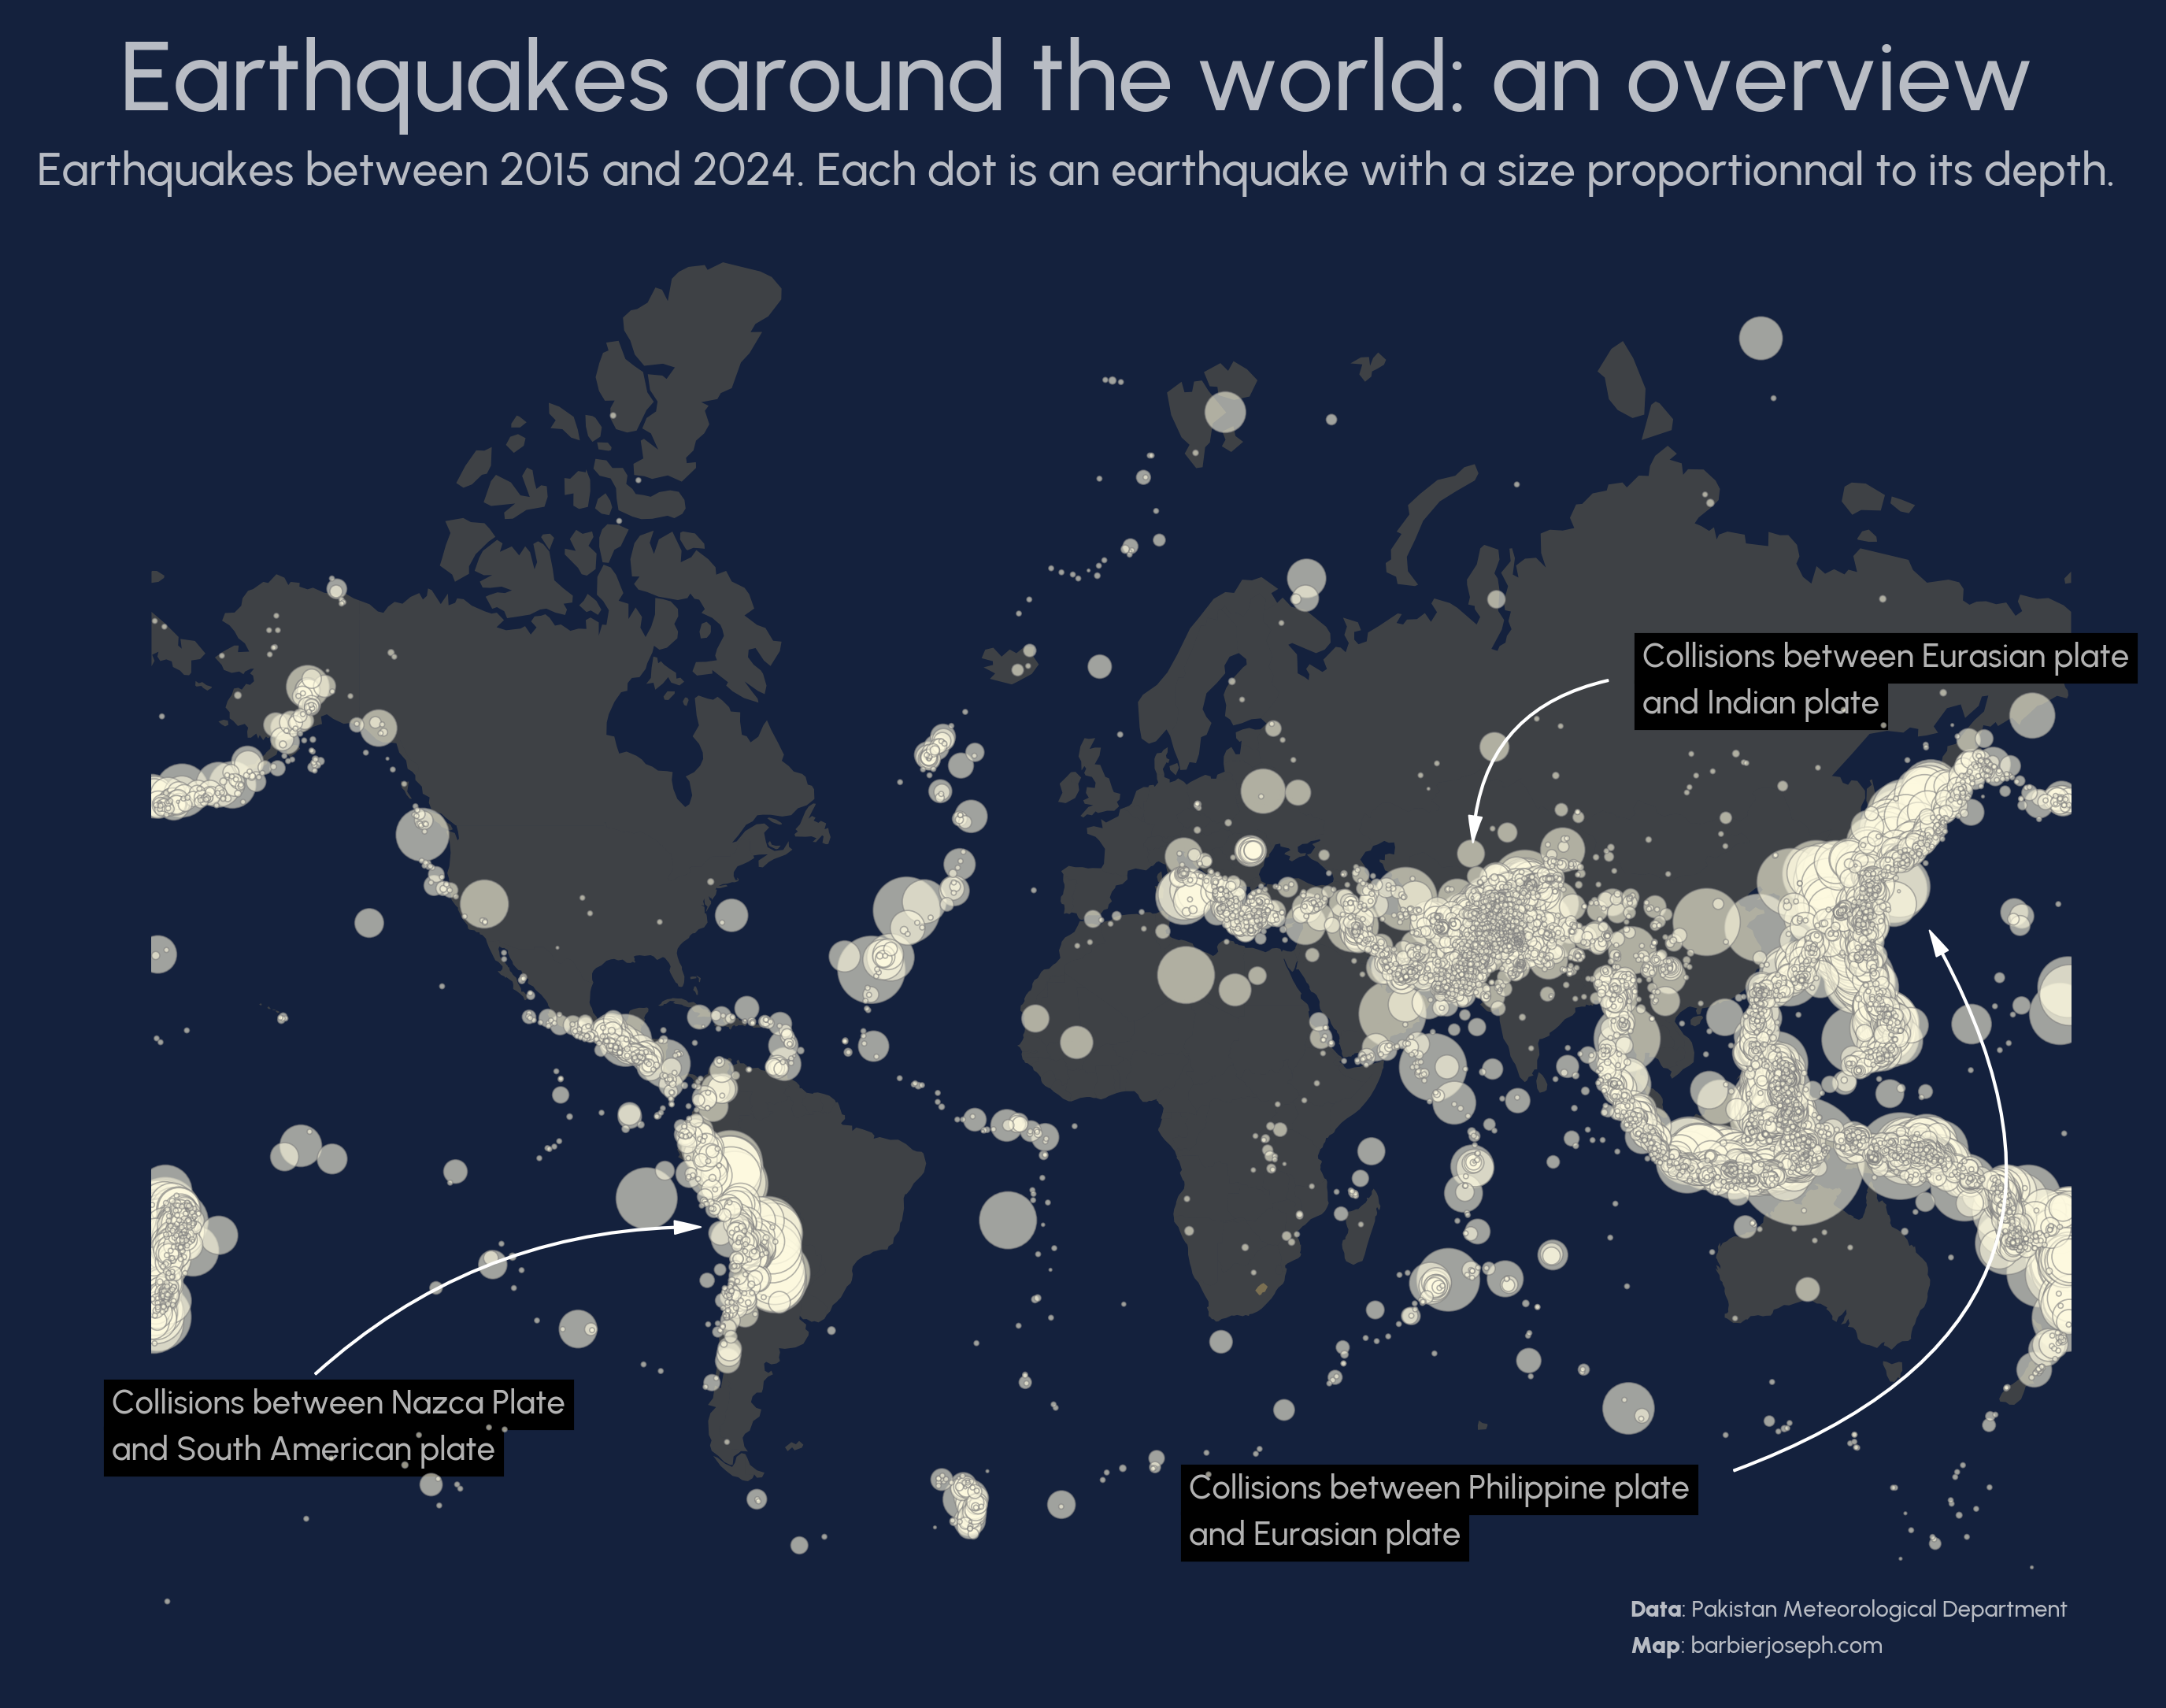 Earthquakes around the world: an overview
Earthquakes between 2015 and 2024. Each dot is an earthquake with a size proportionnal to its depth.
Collisions between Eurasian plate
and Indian plate
Collisions between Nazca Plate
and South American plate
Collisions between Philippine plate
and Eurasian plate
Data: Pakistan Meteorological Department
Map: barbierjoseph.com